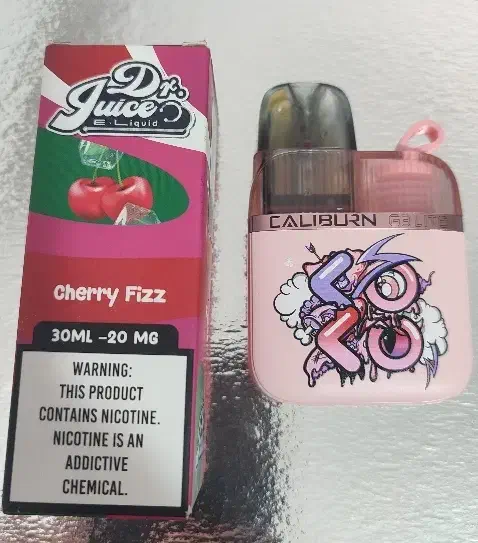 Dr.
Juice
E-Liquid
Cherry Fizz
30ML -20 MG
WARNING:
THIS PRODUCT
CONTAINS NICOTINE.
NICOTINE IS AN
ADDICTIVE
CHEMICAL.
CALIBURN